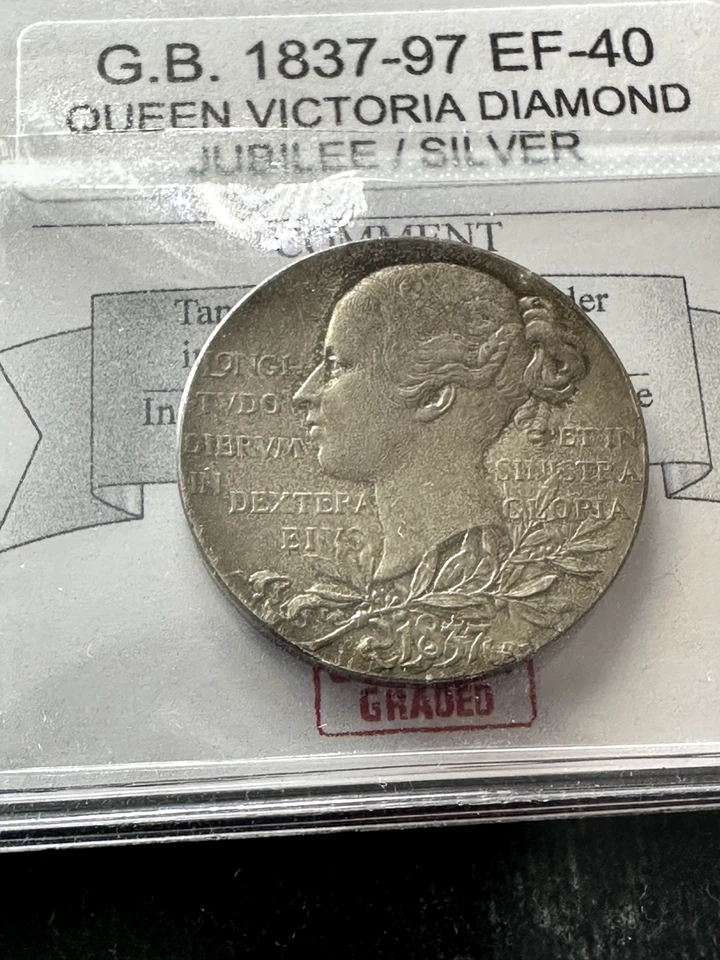 G.B. 1837-97 EF-40
QUEEN VICTORIA DIAMOND
JUBILEE / SILVER
COMMENT
LONGI-
TVDO
DIERVM
IN
DEXTERA
EIVS
ET IN
SINISTRA
GLORIA
1837
GRADED